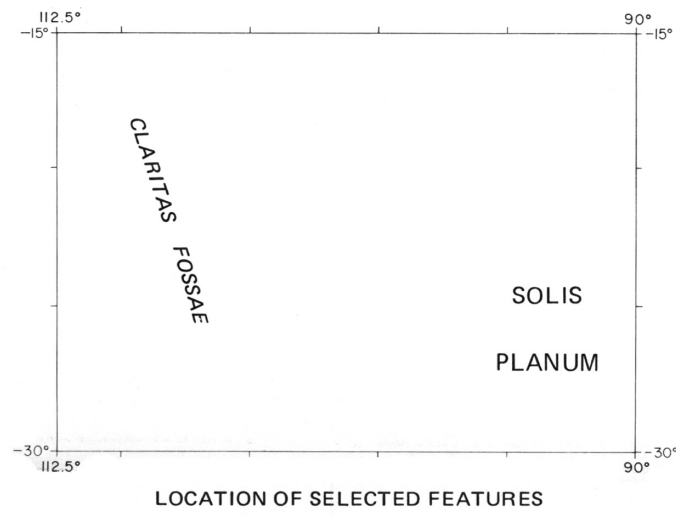 112.5° 90°
−15° −15°
CLARITAS FOSSAE
SOLIS
PLANUM
−30° −30°
112.5° 90°
LOCATION OF SELECTED FEATURES